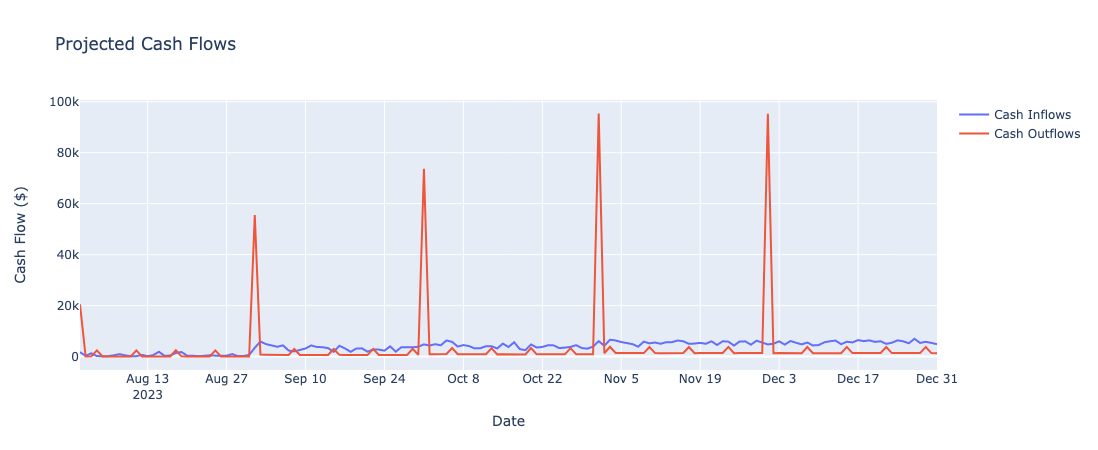 Projected Cash Flows
100k
80k
60k
40k
20k
0
Cash Flow ($)
Aug 13
2023
Aug 27
Sep 10
Sep 24
Oct 8
Oct 22
Nov 5
Nov 19
Dec 3
Dec 17
Dec 31
Date
Cash Inflows
Cash Outflows